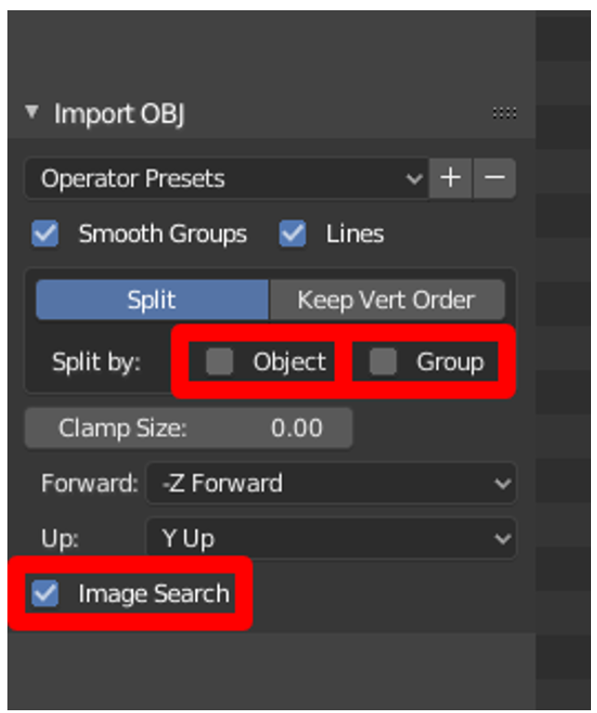 Import OBJ
Operator Presets + −
Smooth Groups Lines
Split Keep Vert Order
Split by: Object Group
Clamp Size: 0.00
Forward: -Z Forward
Up: Y Up
Image Search